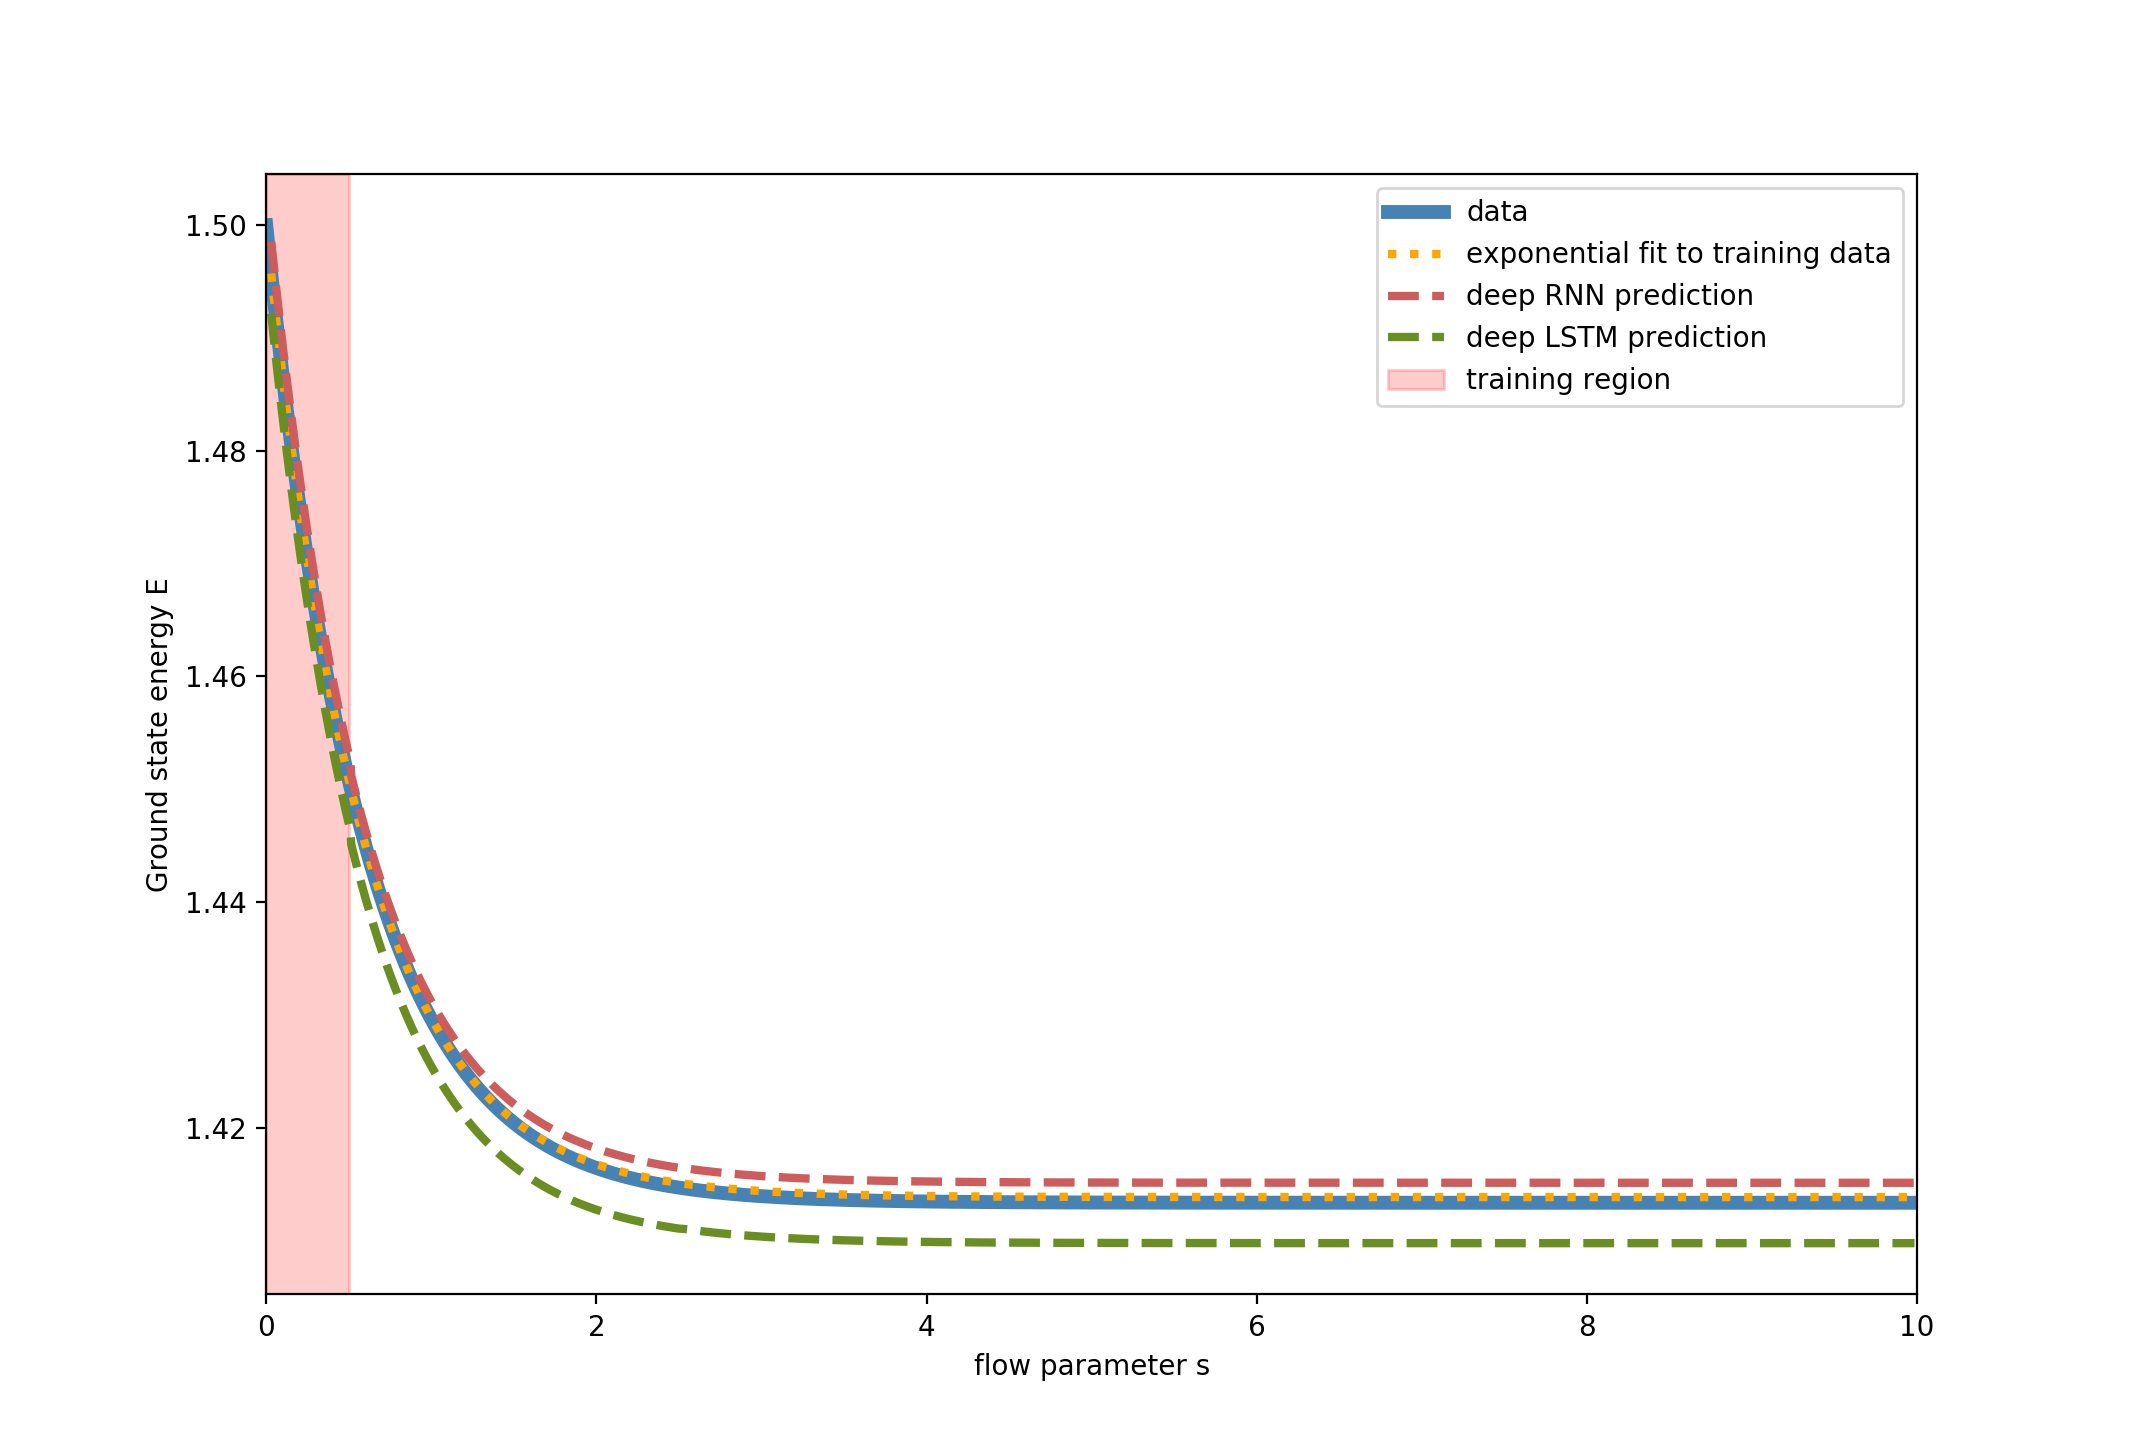 data
exponential fit to training data
deep RNN prediction
deep LSTM prediction
training region
1.50
1.48
1.46
1.44
1.42
Ground state energy E
0 2 4 6 8 10
flow parameter s